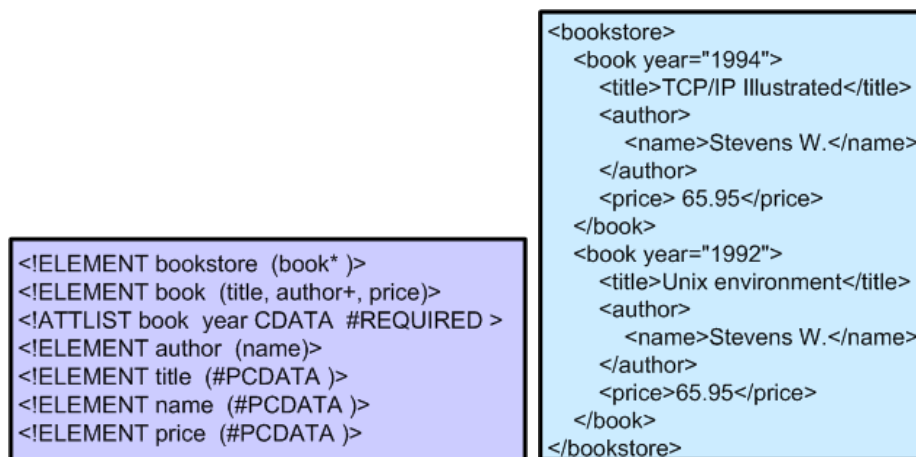 <!ELEMENT bookstore (book* )>
<!ELEMENT book (title, author+, price)>
<!ATTLIST book year CDATA #REQUIRED >
<!ELEMENT author (name)>
<!ELEMENT title (#PCDATA )>
<!ELEMENT name (#PCDATA )>
<!ELEMENT price (#PCDATA )>
<bookstore>
<book year="1994">
<title>TCP/IP Illustrated</title>
<author>
<name>Stevens W.</name>
</author>
<price> 65.95</price>
</book>
<book year="1992">
<title>Unix environment</title>
<author>
<name>Stevens W.</name>
</author>
<price>65.95</price>
</book>
</bookstore>